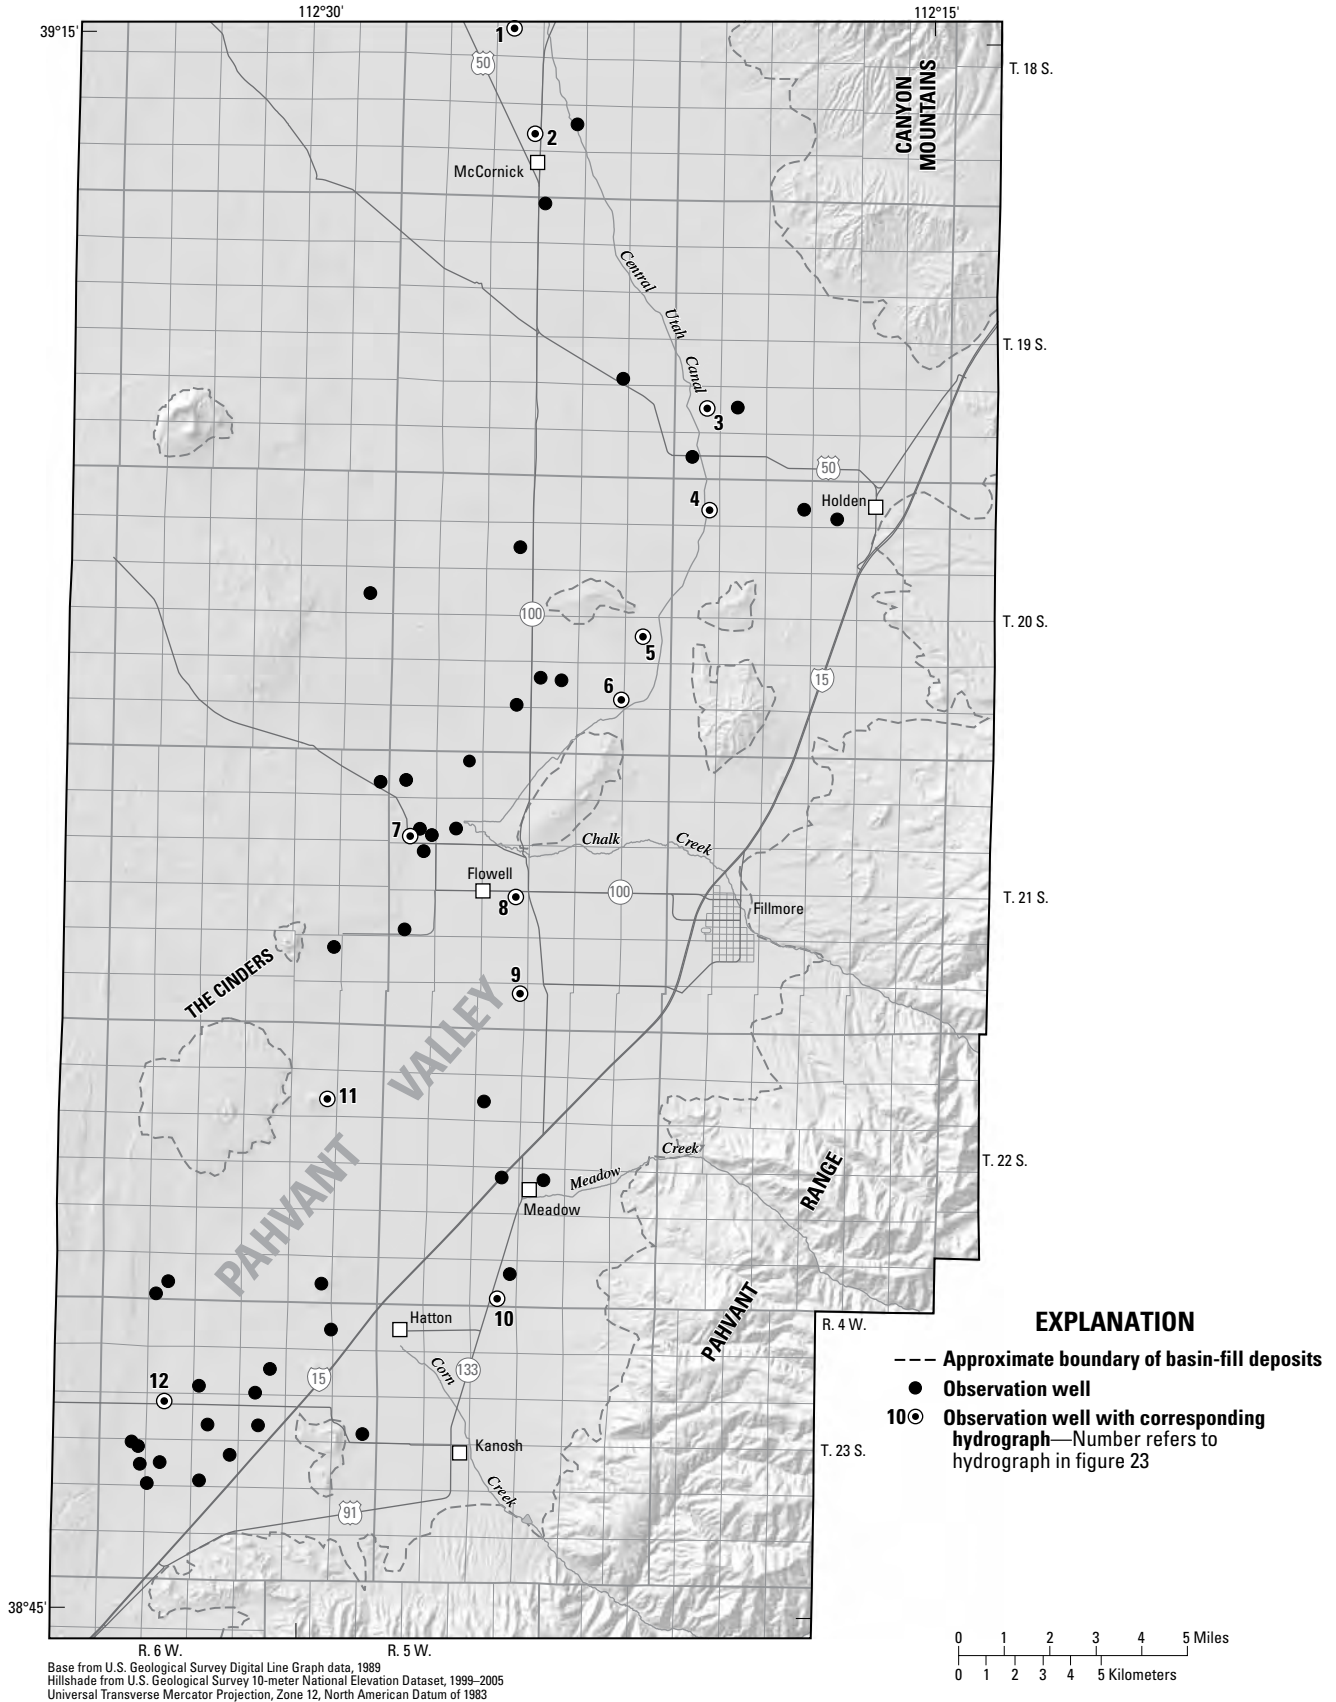 112°30'
112°15'
39°15'
1
50
T. 18 S.
CANYON
MOUNTAINS
2
McCornick
Central
Utah
Canal
T. 19 S.
3
50
4
Holden
100
T. 20 S.
5
6
15
7
Chalk
Creek
Flowell
100
8
Fillmore
T. 21 S.
THE CINDERS
9
PAHVANT VALLEY
11
Creek
Meadow
T. 22 S.
RANGE
Meadow
PAHVANT
10
Hatton
R. 4 W.
Corn
133
15
12
Kanosh
T. 23 S.
Creek
91
38°45'
R. 6 W.
R. 5 W.
EXPLANATION
Approximate boundary of basin-fill deposits
Observation well
10 Observation well with corresponding
hydrograph—Number refers to
hydrograph in figure 23
0 1 2 3 4 5 Miles
0 1 2 3 4 5 Kilometers
Base from U.S. Geological Survey Digital Line Graph data, 1989
Hillshade from U.S. Geological Survey 10-meter National Elevation Dataset, 1999–2005
Universal Transverse Mercator Projection, Zone 12, North American Datum of 1983